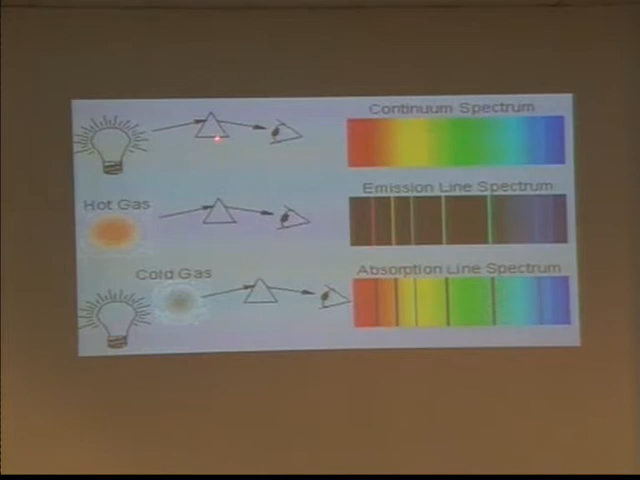 Continuum Spectrum
Hot Gas
Emission Line Spectrum
Cold Gas
Absorption Line Spectrum